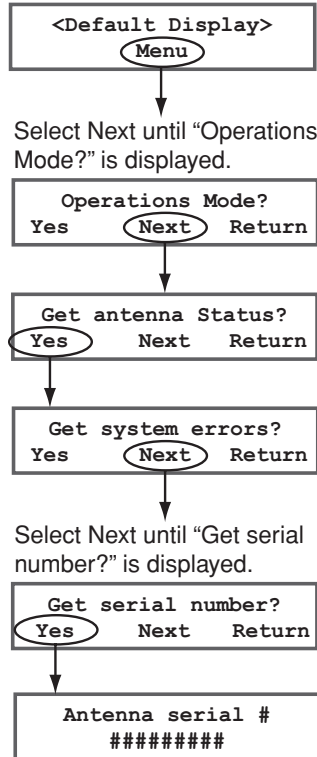 <Default Display>
Menu
Select Next until “Operations
Mode?” is displayed.
Operations Mode?
Yes Next Return
Get antenna Status?
Yes Next Return
Get system errors?
Yes Next Return
Select Next until “Get serial
number?” is displayed.
Get serial number?
Yes Next Return
Antenna serial #
#########